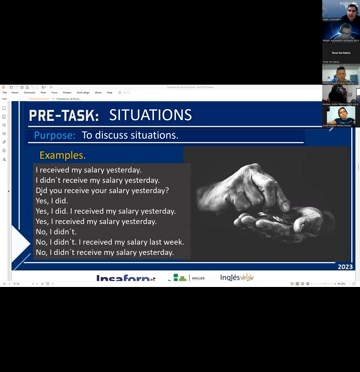 PRE-TASK: SITUATIONS
Purpose: To discuss situations.
Examples.
I received my salary yesterday.
I didn´t receive my salary yesterday.
Did you receive your salary yesterday?
Yes, I did.
Yes, I did. I received my salary yesterday.
Yes, I received my salary yesterday.
No, I didn´t.
No, I didn´t. I received my salary last week.
No, I didn´t receive my salary yesterday.
2023
Insaforp
INGLÉS
Inglés